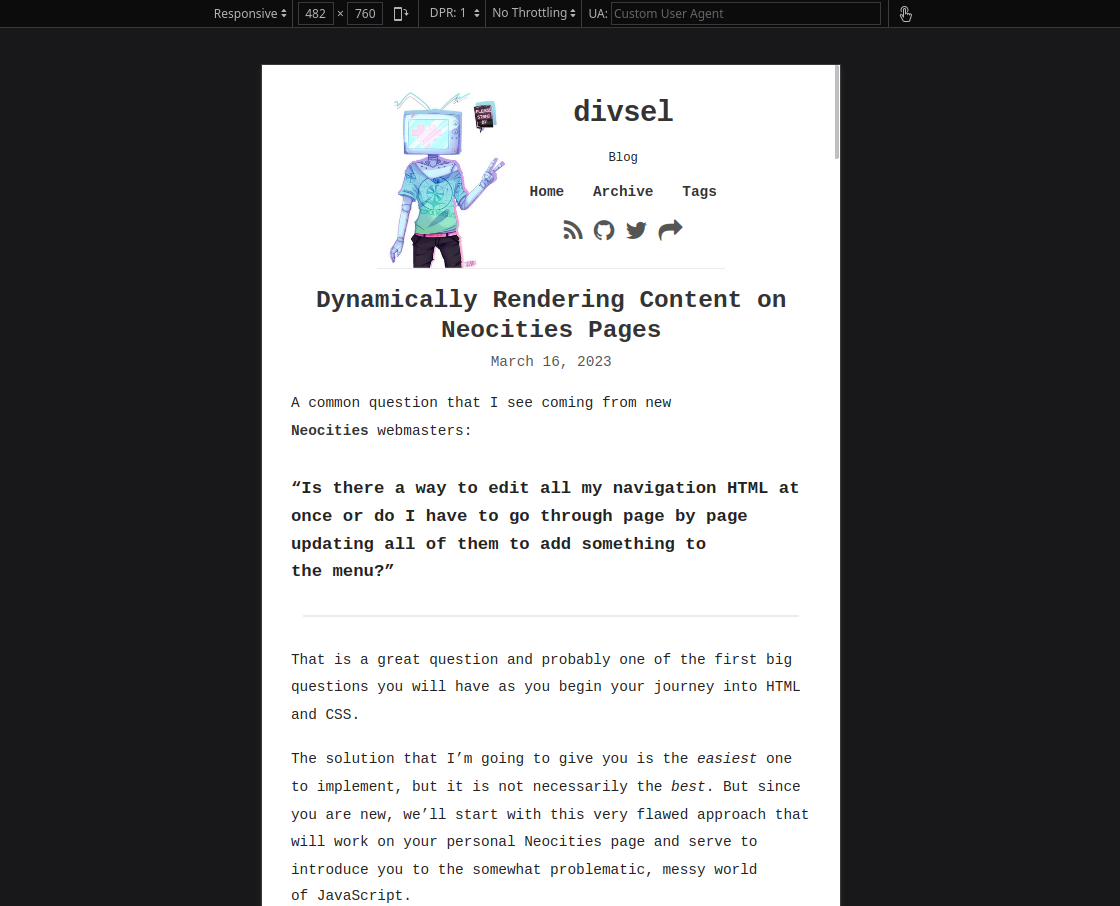 Responsive 482 × 760 DPR: 1 No Throttling UA: Custom User Agent
PLEASE
STAND
BY
divsel
Blog
Home Archive Tags
Dynamically Rendering Content on
Neocities Pages
March 16, 2023
A common question that I see coming from new
Neocities webmasters:
“Is there a way to edit all my navigation HTML at
once or do I have to go through page by page
updating all of them to add something to
the menu?”
That is a great question and probably one of the first big
questions you will have as you begin your journey into HTML
and CSS.
The solution that I’m going to give you is the easiest one
to implement, but it is not necessarily the best. But since
you are new, we’ll start with this very flawed approach that
will work on your personal Neocities page and serve to
introduce you to the somewhat problematic, messy world
of JavaScript.